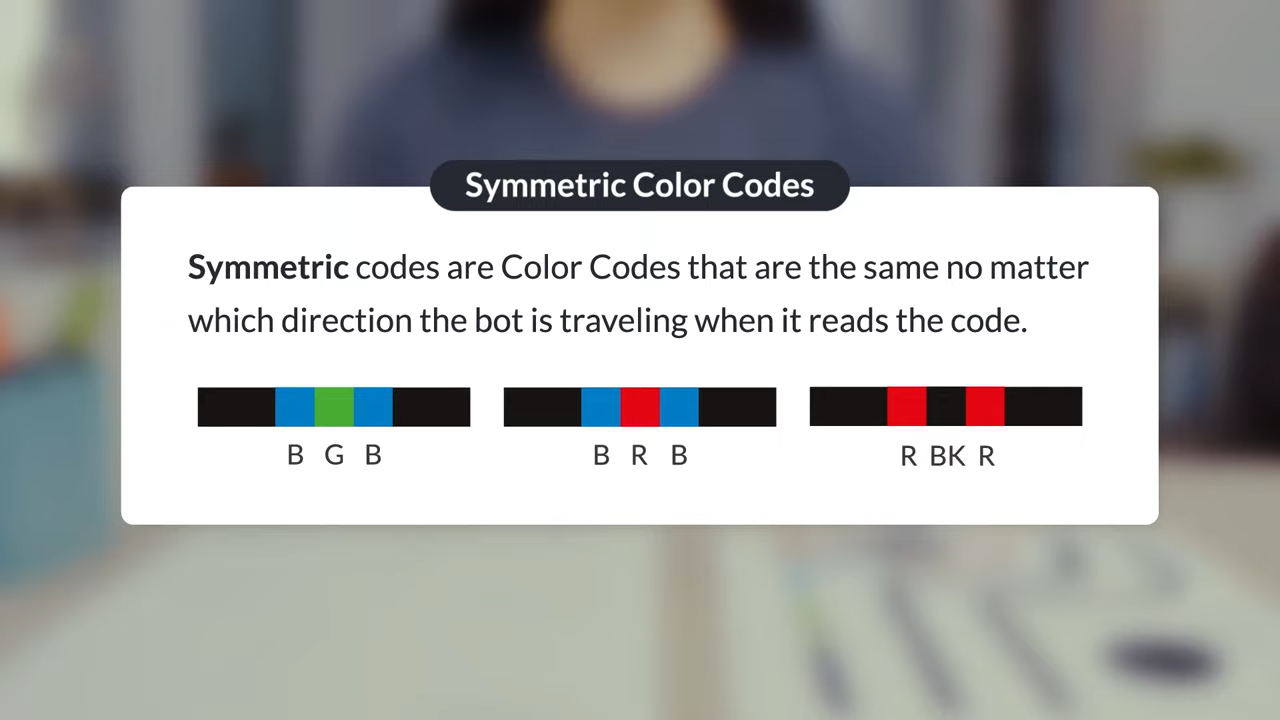 Symmetric Color Codes
Symmetric codes are Color Codes that are the same no matter
which direction the bot is traveling when it reads the code.
B G B B R B R BK R